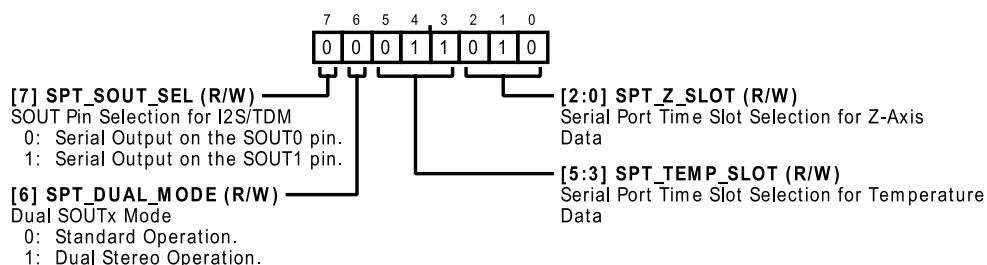 7 6 5 4 3 2 1 0
0 0 0 1 1 0 1 0
[7] SPT_SOUT_SEL (R/W)
SOUT Pin Selection for I2S/TDM
0: Serial Output on the SOUT0 pin.
1: Serial Output on the SOUT1 pin.
[6] SPT_DUAL_MODE (R/W)
Dual SOUTx Mode
0: Standard Operation.
1: Dual Stereo Operation.
[2:0] SPT_Z_SLOT (R/W)
Serial Port Time Slot Selection for Z-Axis
Data
[5:3] SPT_TEMP_SLOT (R/W)
Serial Port Time Slot Selection for Temperature
Data